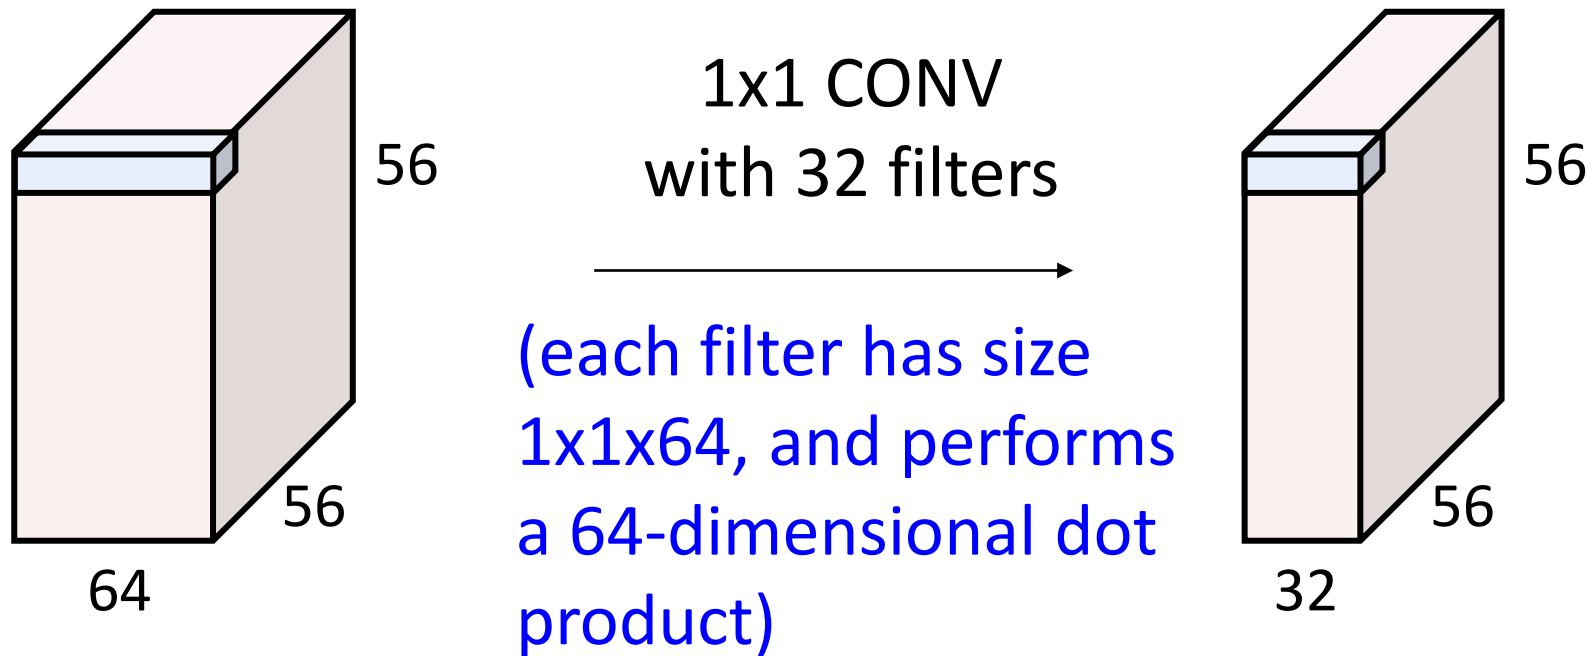 1x1 CONV
with 32 filters
(each filter has size
1x1x64, and performs
a 64-dimensional dot
product)
56
56
64
56
56
32